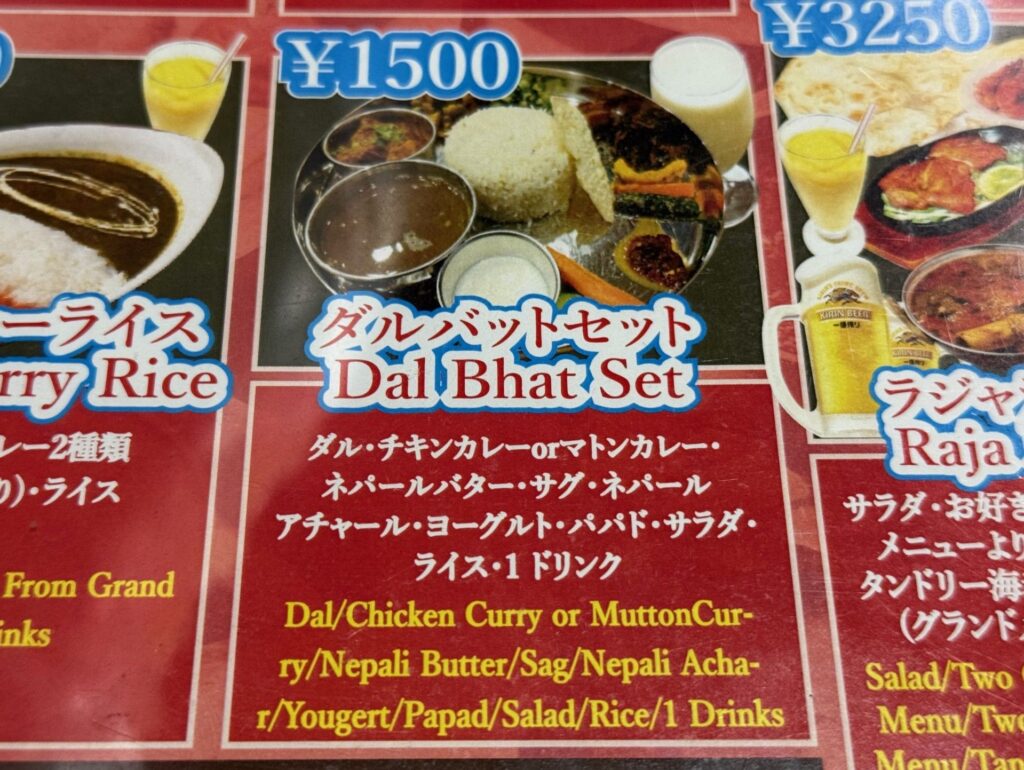 ¥1500
¥3250
ーライス
rry Rice
レー2種類
り)・ライス
From Grand
inks
ダルバットセット
Dal Bhat Set
ダル・チキンカレーorマトンカレー・
ネパールバター・サグ・ネパール
アチャール・ヨーグルト・パパド・サラダ・
ライス・1ドリンク
Dal/Chicken Curry or MuttonCur-
ry/Nepali Butter/Sag/Nepali Acha-
r/Yougert/Papad/Salad/Rice/1 Drinks
KIRIN BEER
一番搾り
ラジャ
Raja
サラダ・お好き
メニューより
タンドリー海
(グランド
Salad/Two
Menu/Two
Menu/Tan